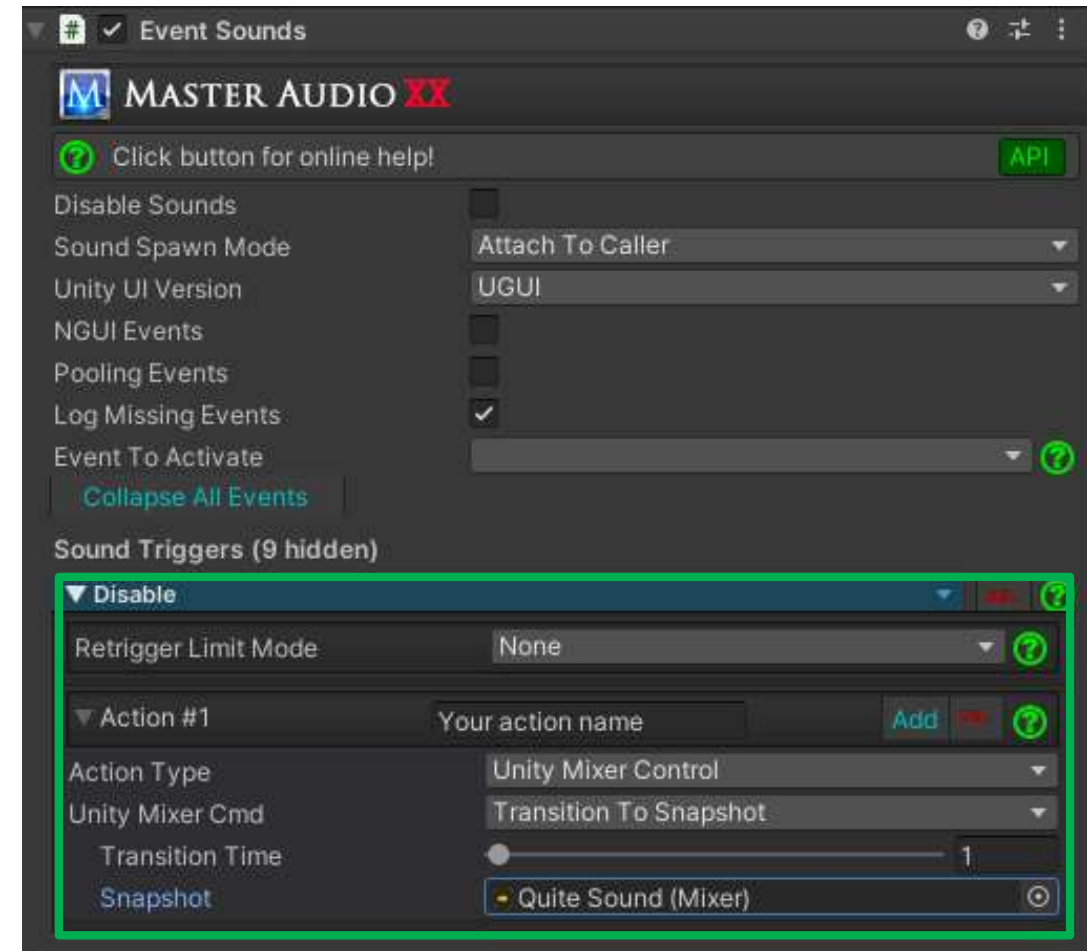 # Event Sounds
M MASTER AUDIO XX
? Click button for online help! API
Disable Sounds
Sound Spawn Mode Attach To Caller
Unity UI Version UGUI
NGUI Events
Pooling Events
Log Missing Events
Event To Activate ?
Collapse All Events
Sound Triggers (9 hidden)
Disable ?
Retrigger Limit Mode None ?
Action #1 Your action name Add ?
Action Type Unity Mixer Control
Unity Mixer Cmd Transition To Snapshot
Transition Time 1
Snapshot Quite Sound (Mixer)